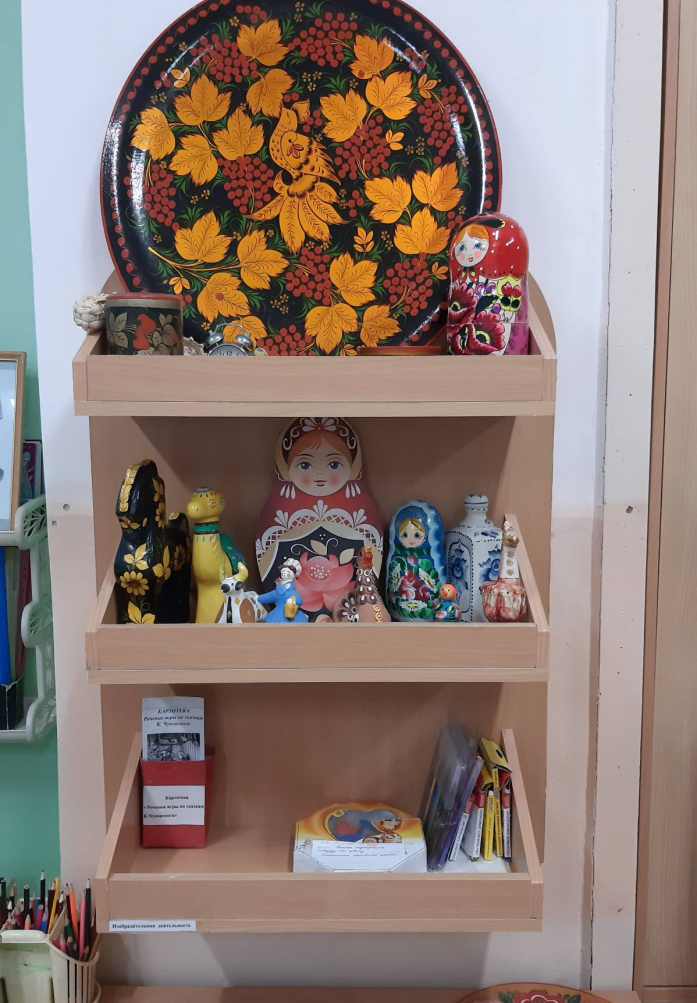 КАРТОТЕКА
Речевые игры по сказкам
К. Чуковского.
Картотека
« Речевые игры по сказкам
К. Чуковского»
Изобразительная деятельность